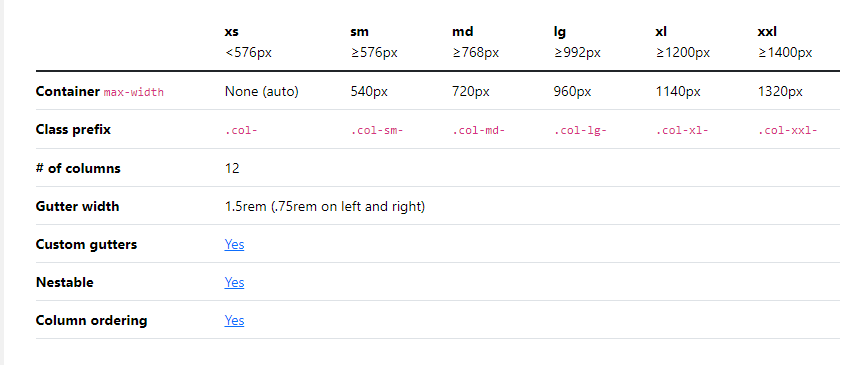 xs sm md lg xl xxl
<576px ≥576px ≥768px ≥992px ≥1200px ≥1400px
Container max-width None (auto) 540px 720px 960px 1140px 1320px
Class prefix .col- .col-sm- .col-md- .col-lg- .col-xl- .col-xxl-
# of columns 12
Gutter width 1.5rem (.75rem on left and right)
Custom gutters Yes
Nestable Yes
Column ordering Yes